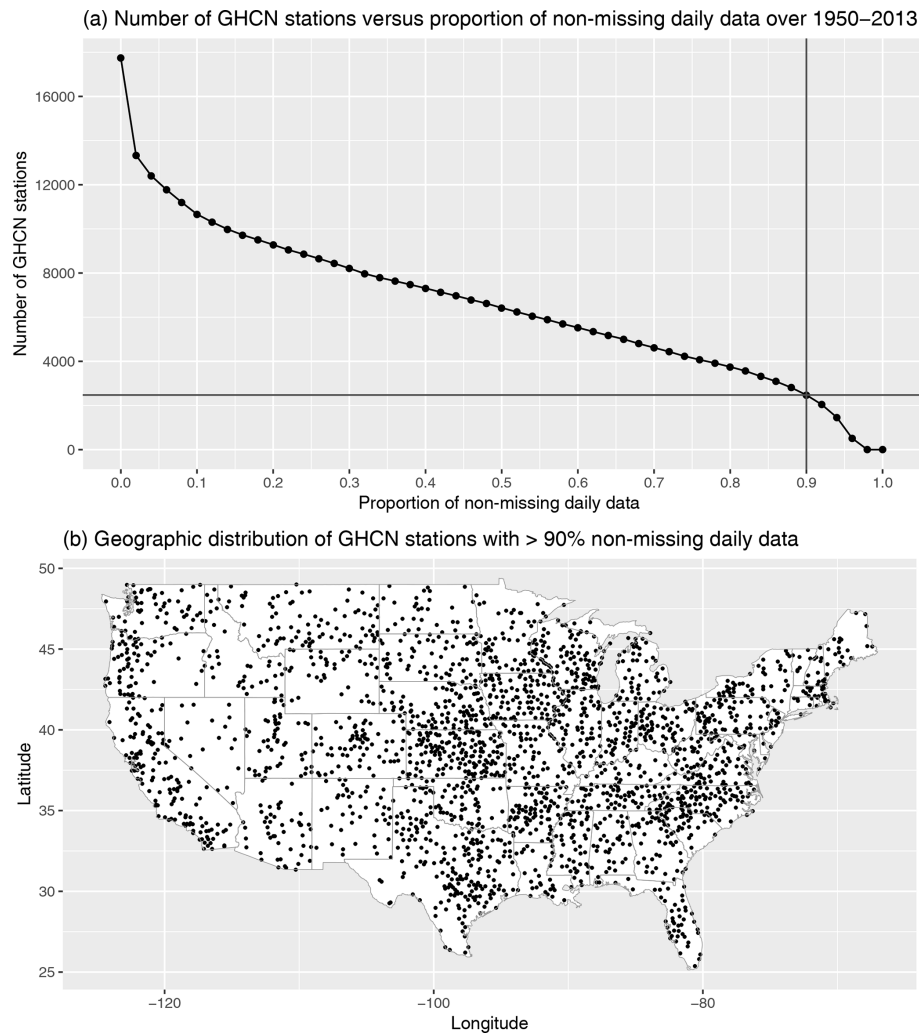 (a) Number of GHCN stations versus proportion of non−missing daily data over 1950−2013
16000
12000
8000
4000
0
Number of GHCN stations
0.0 0.1 0.2 0.3 0.4 0.5 0.6 0.7 0.8 0.9 1.0
Proportion of non−missing daily data
(b) Geographic distribution of GHCN stations with > 90% non−missing daily data
50
45
40
35
30
25
Latitude
−120 −100 −80
Longitude